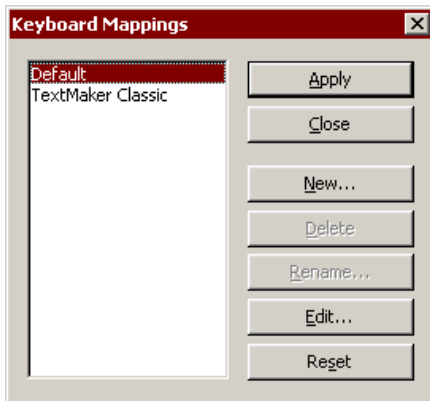 Keyboard Mappings
Default
TextMaker Classic
Apply
Close
New...
Delete
Rename...
Edit...
Reset